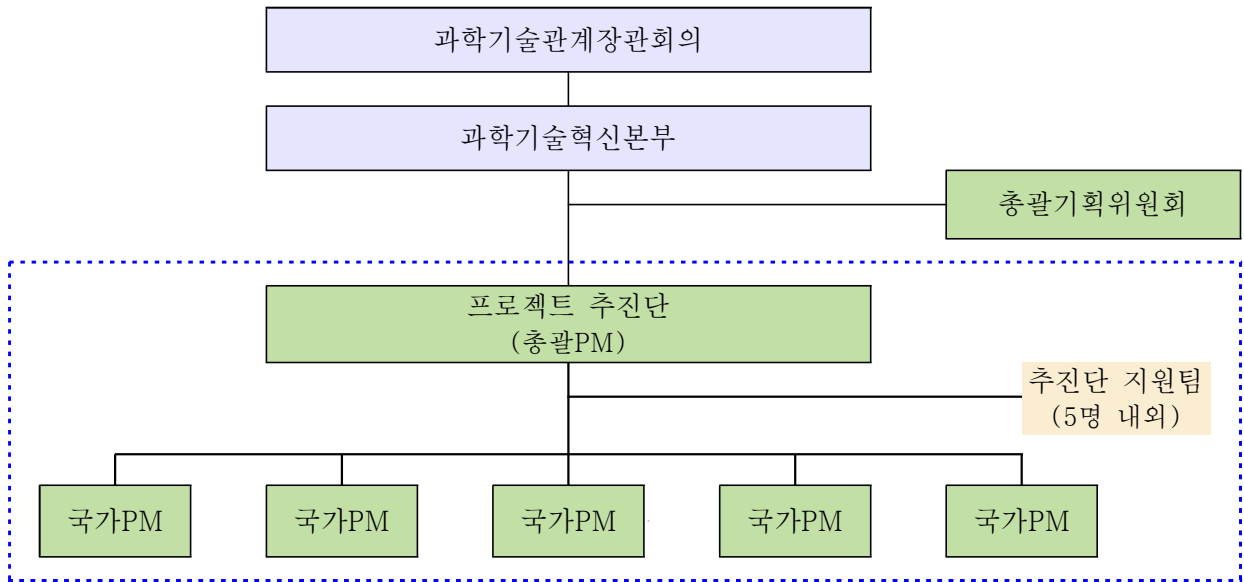 과학기술관계장관회의
과학기술혁신본부
총괄기획위원회
프로젝트 추진단
(총괄PM)
추진단 지원팀
(5명 내외)
국가PM
국가PM
국가PM
국가PM
국가PM